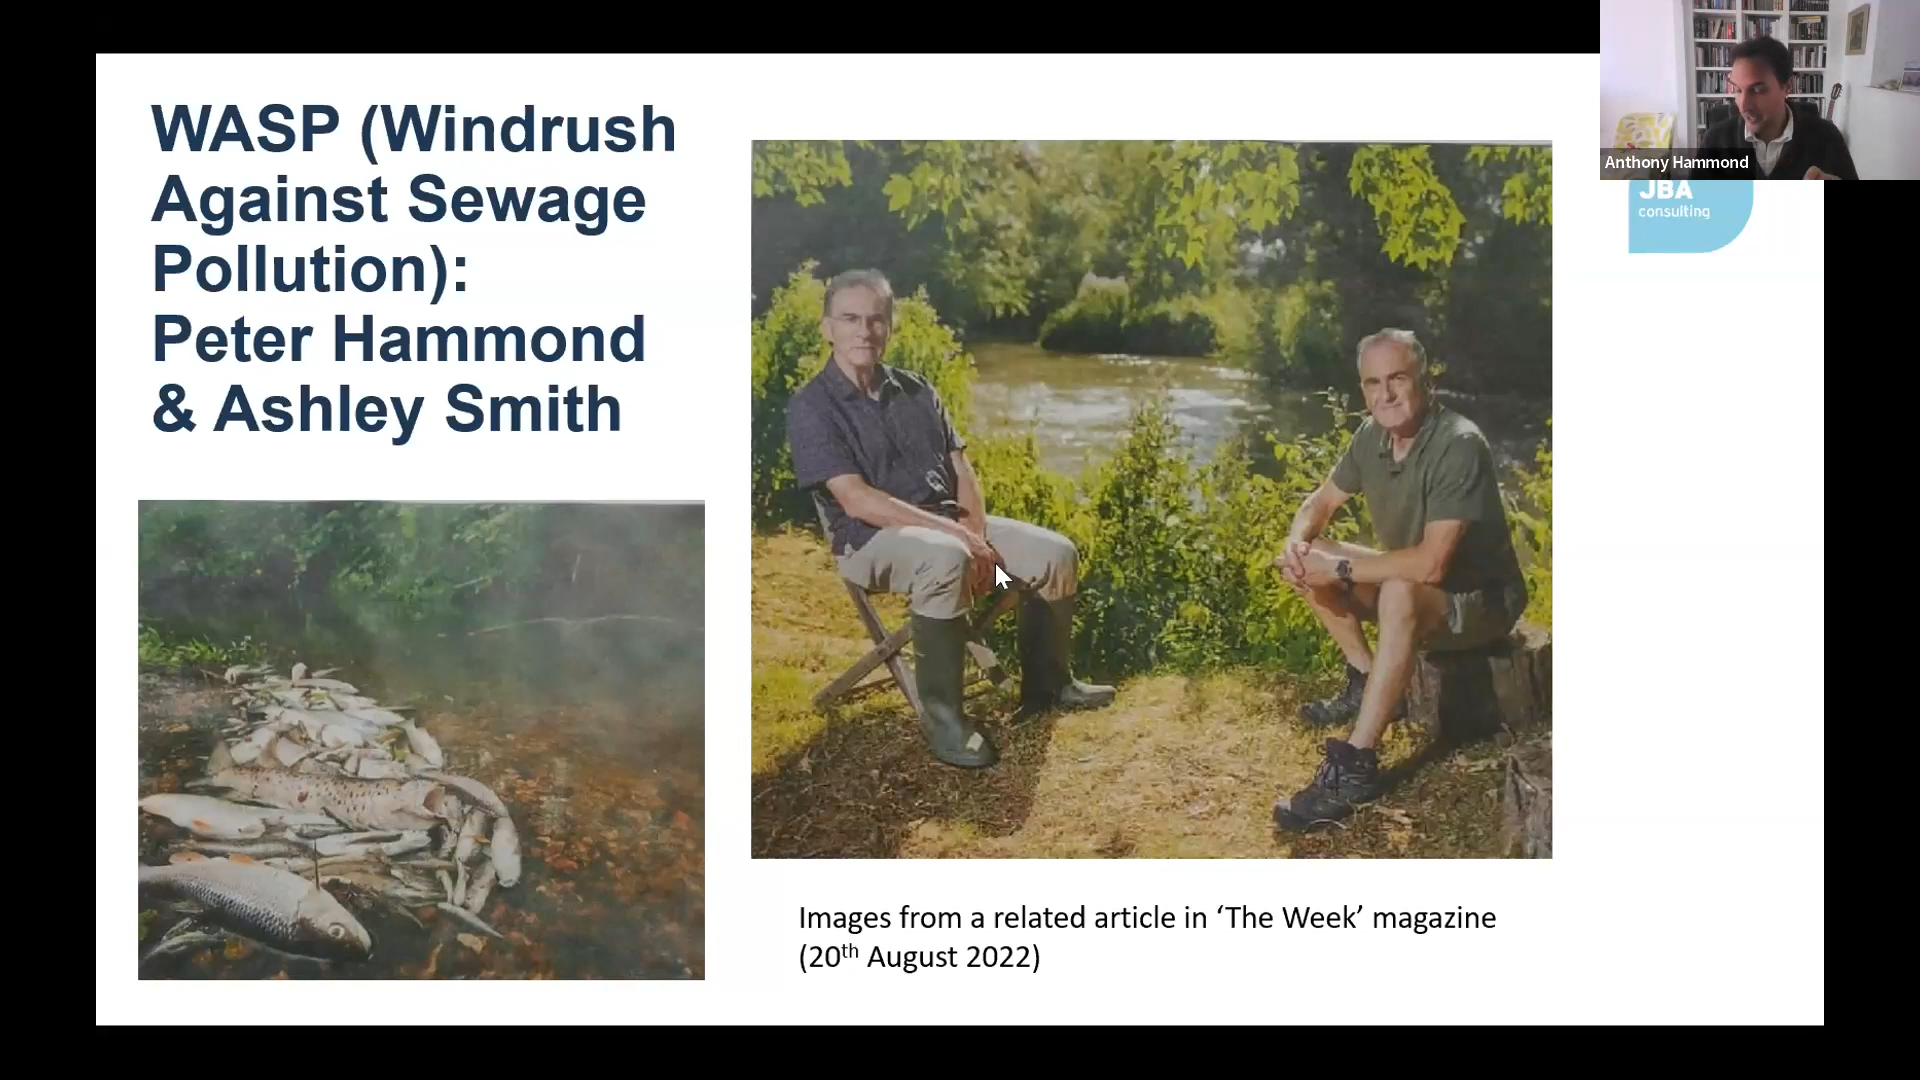 WASP (Windrush
Against Sewage
Pollution):
Peter Hammond
& Ashley Smith
Anthony Hammond
JBA
consulting
Images from a related article in ‘The Week’ magazine
(20th August 2022)